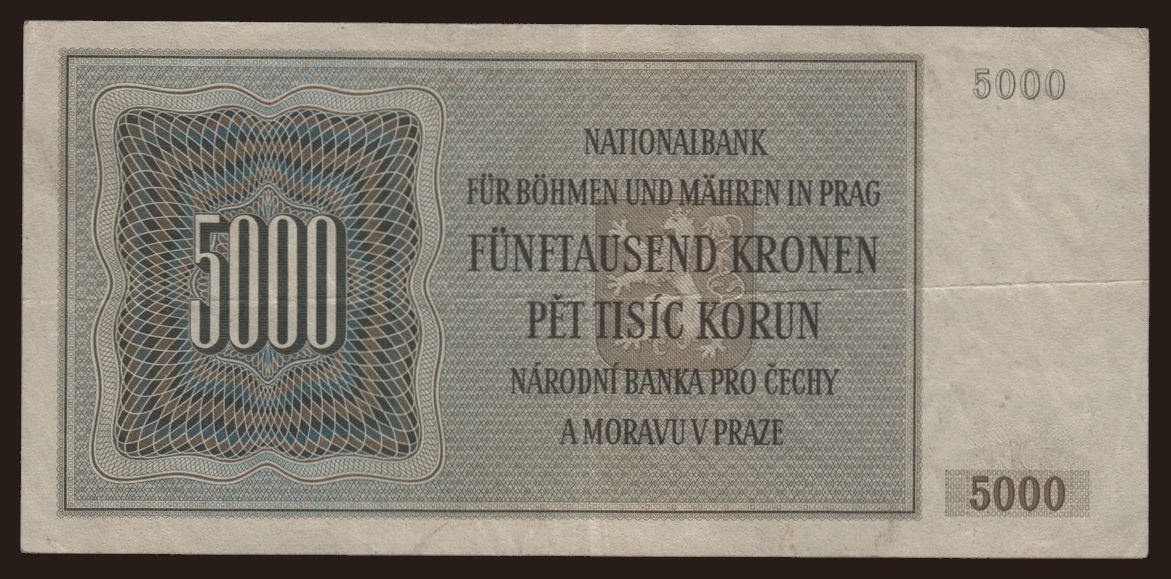 5000
NATIONALBANK
FÜR BÖHMEN UND MÄHREN IN PRAG
FÜNFTAUSEND KRONEN
PĚT TISÍC KORUN
NÁRODNÍ BANKA PRO ČECHY
A MORAVU V PRAZE
5000
5000